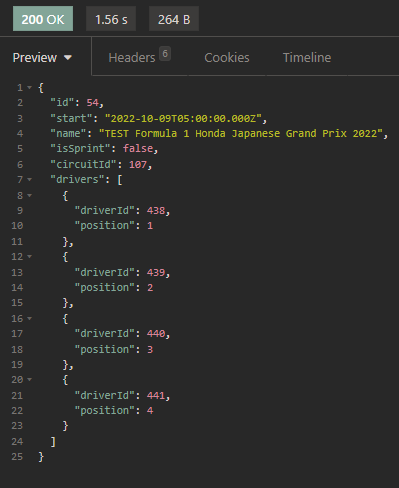 200 OK 1.56 s 264 B
Preview Headers 6 Cookies Timeline
1 {
2 "id": 54,
3 "start": "2022-10-09T05:00:00.000Z",
4 "name": "TEST Formula 1 Honda Japanese Grand Prix 2022",
5 "isSprint": false,
6 "circuitId": 107,
7 "drivers": [
8 {
9 "driverId": 438,
10 "position": 1
11 },
12 {
13 "driverId": 439,
14 "position": 2
15 },
16 {
17 "driverId": 440,
18 "position": 3
19 },
20 {
21 "driverId": 441,
22 "position": 4
23 }
24 ]
25 }